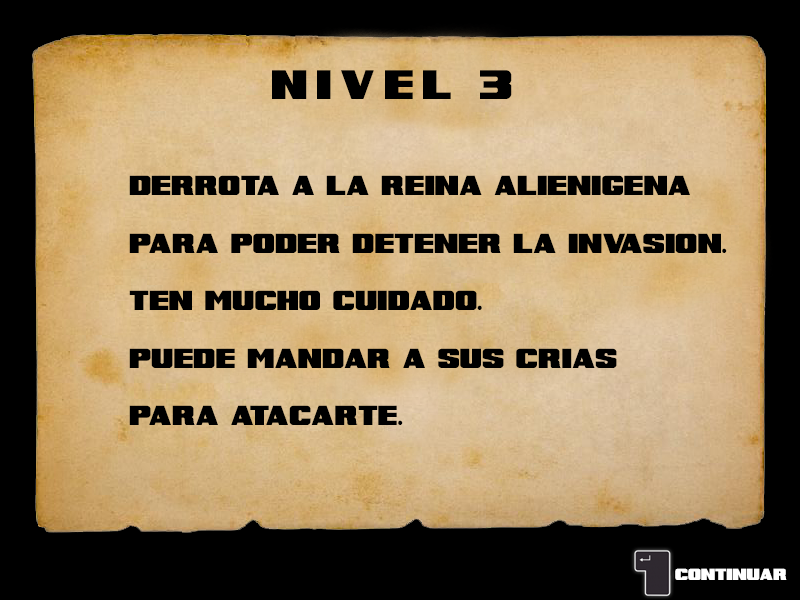 NIVEL 3
DERROTA A LA REINA ALIENIGENA
PARA PODER DETENER LA INVASION.
TEN MUCHO CUIDADO.
PUEDE MANDAR A SUS CRIAS
PARA ATACARTE.
CONTINUAR